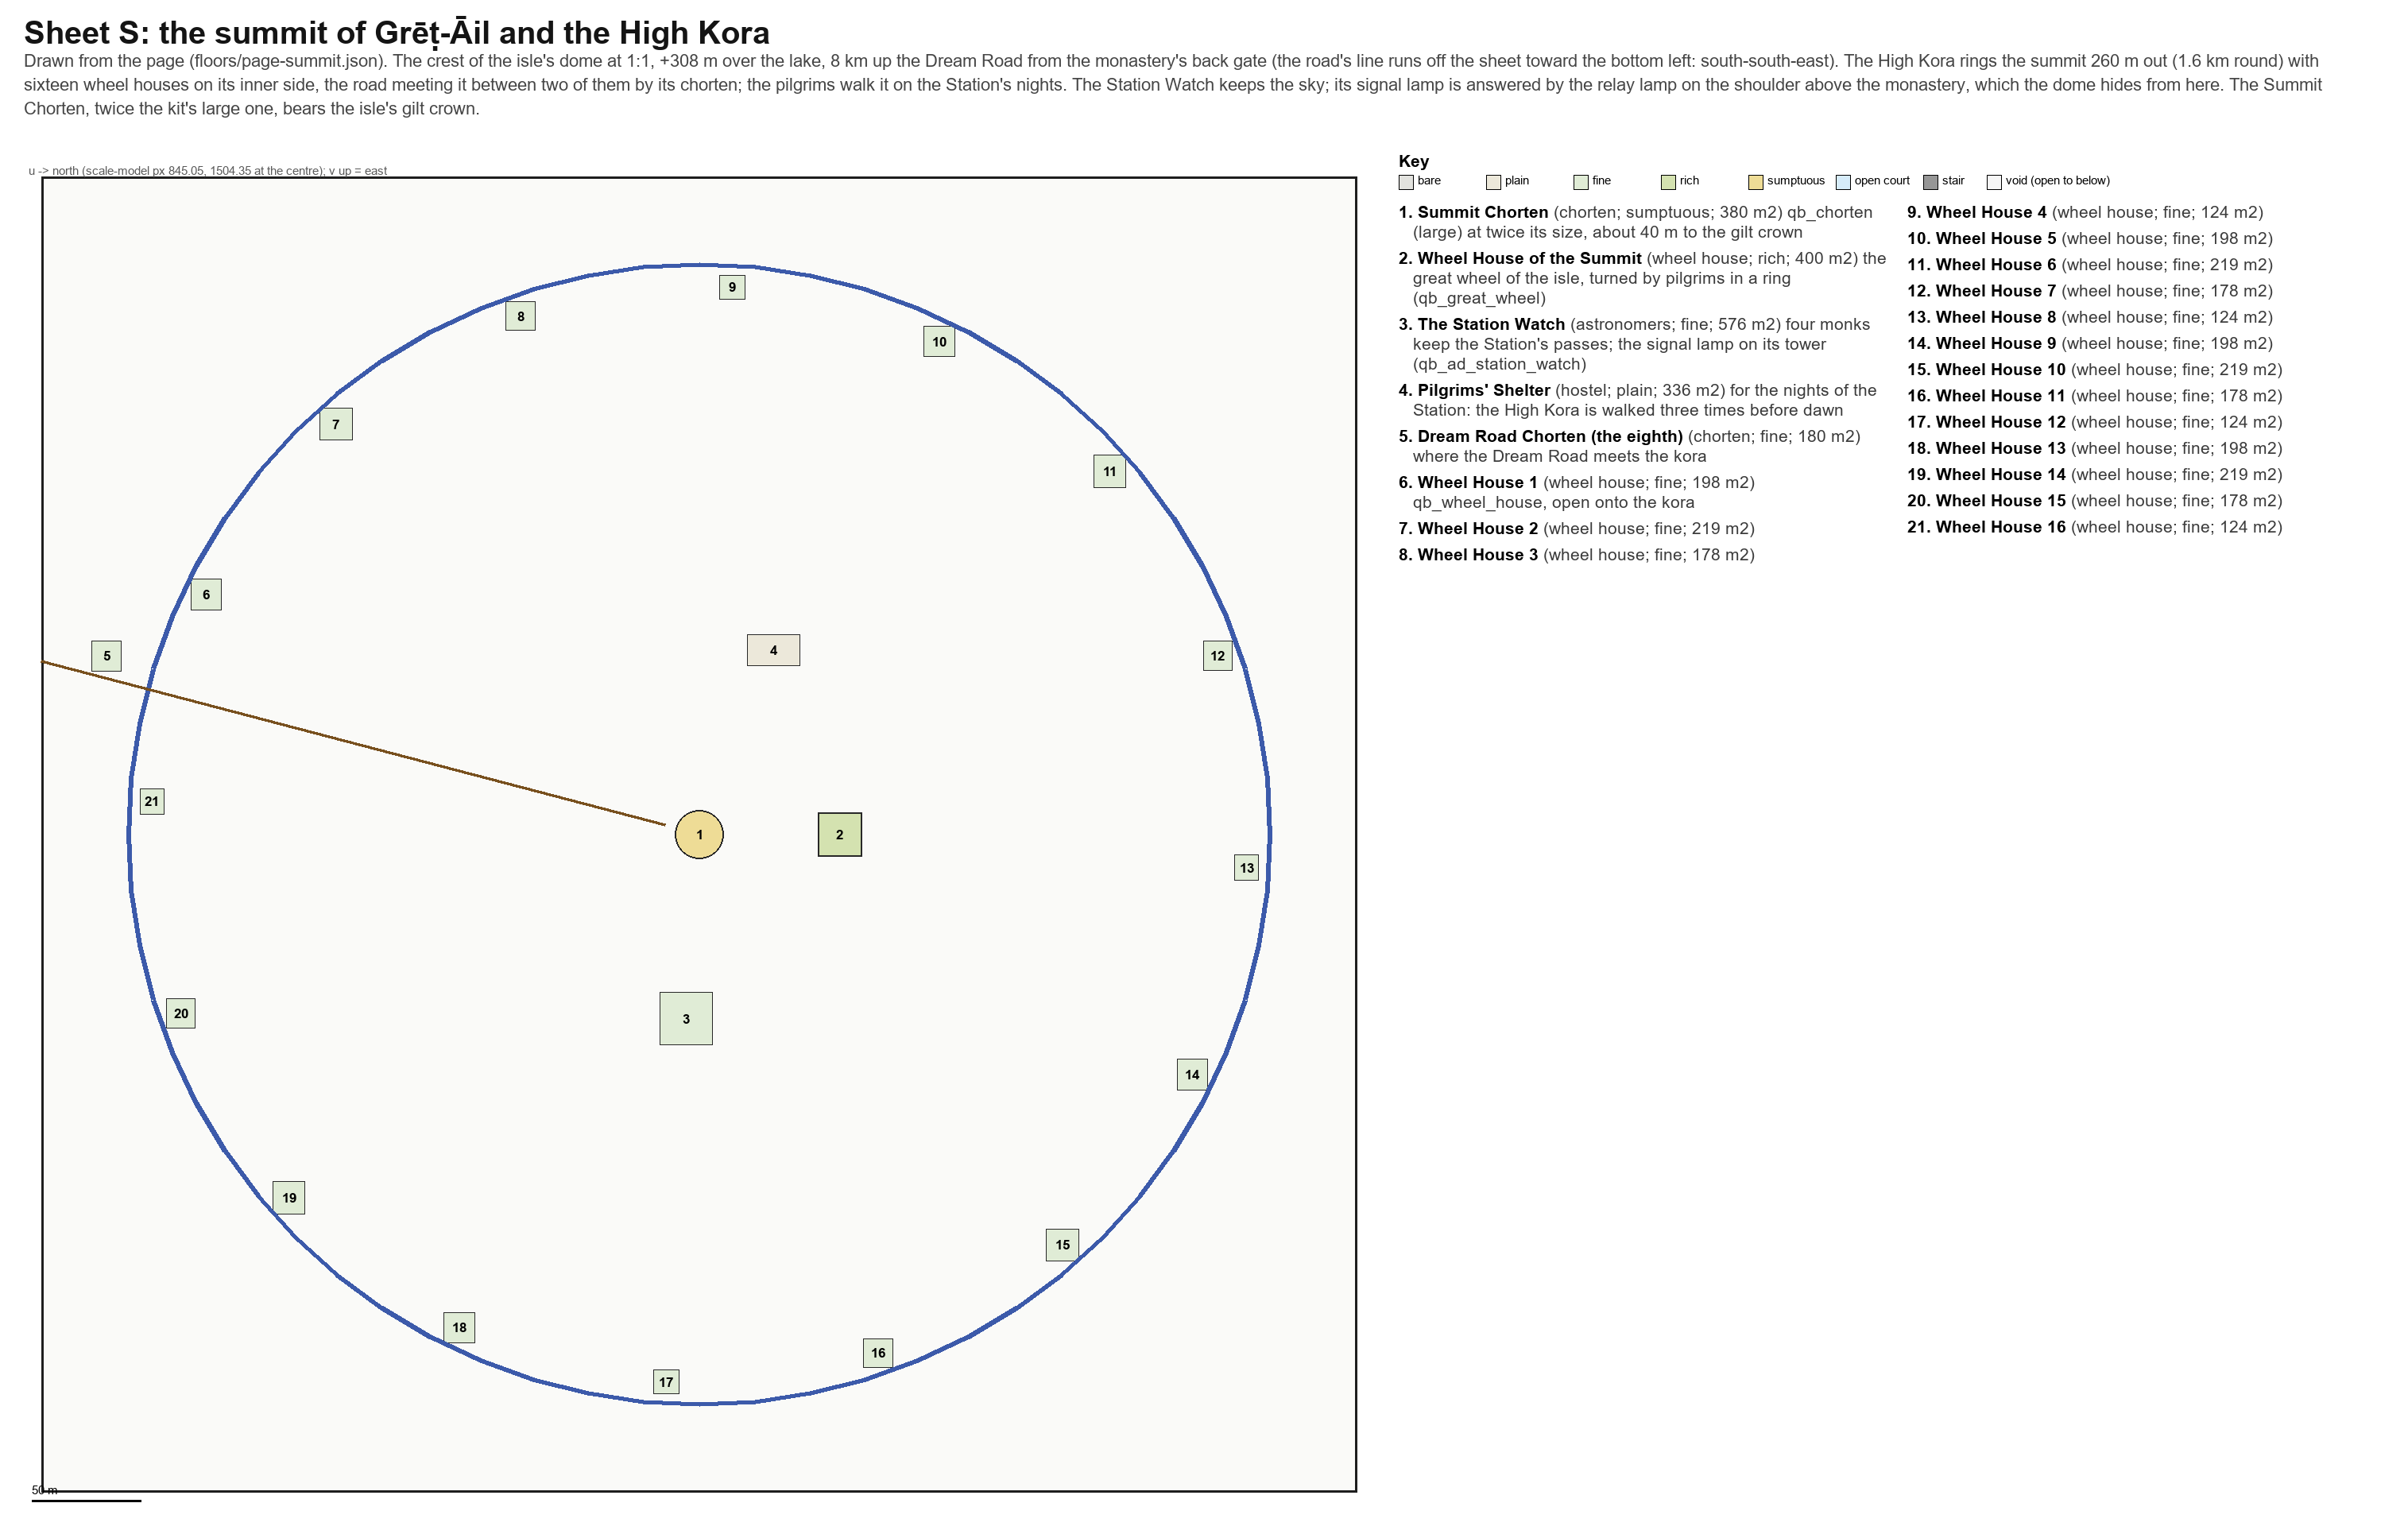 Sheet S: the summit of Grēṭ-Āil and the High Kora
Drawn from the page (floors/page-summit.json). The crest of the isle's dome at 1:1, +308 m over the lake, 8 km up the Dream Road from the monastery's back gate (the road's line runs off the sheet toward the bottom left: south-south-east). The High Kora rings the summit 260 m out (1.6 km round) with
sixteen wheel houses on its inner side, the road meeting it between two of them by its chorten; the pilgrims walk it on the Station's nights. The Station Watch keeps the sky; its signal lamp is answered by the relay lamp on the shoulder above the monastery, which the dome hides from here. The Summit
Chorten, twice the kit's large one, bears the isle's gilt crown.
u -> north (scale-model px 845.05, 1504.35 at the centre); v up = east
9
8
10
7
11
6
5
4
12
21
1
2
13
20
3
14
19
15
18
16
17
50 m
Key
bare
plain
fine
rich
sumptuous
open court
stair
void (open to below)
1. Summit Chorten (chorten; sumptuous; 380 m2) qb_chorten
(large) at twice its size, about 40 m to the gilt crown
2. Wheel House of the Summit (wheel house; rich; 400 m2) the
great wheel of the isle, turned by pilgrims in a ring
(qb_great_wheel)
3. The Station Watch (astronomers; fine; 576 m2) four monks
keep the Station's passes; the signal lamp on its tower
(qb_ad_station_watch)
4. Pilgrims' Shelter (hostel; plain; 336 m2) for the nights of the
Station: the High Kora is walked three times before dawn
5. Dream Road Chorten (the eighth) (chorten; fine; 180 m2)
where the Dream Road meets the kora
6. Wheel House 1 (wheel house; fine; 198 m2)
qb_wheel_house, open onto the kora
7. Wheel House 2 (wheel house; fine; 219 m2)
8. Wheel House 3 (wheel house; fine; 178 m2)
9. Wheel House 4 (wheel house; fine; 124 m2)
10. Wheel House 5 (wheel house; fine; 198 m2)
11. Wheel House 6 (wheel house; fine; 219 m2)
12. Wheel House 7 (wheel house; fine; 178 m2)
13. Wheel House 8 (wheel house; fine; 124 m2)
14. Wheel House 9 (wheel house; fine; 198 m2)
15. Wheel House 10 (wheel house; fine; 219 m2)
16. Wheel House 11 (wheel house; fine; 178 m2)
17. Wheel House 12 (wheel house; fine; 124 m2)
18. Wheel House 13 (wheel house; fine; 198 m2)
19. Wheel House 14 (wheel house; fine; 219 m2)
20. Wheel House 15 (wheel house; fine; 178 m2)
21. Wheel House 16 (wheel house; fine; 124 m2)